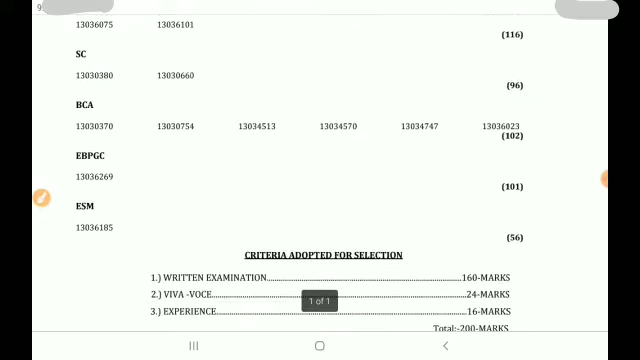 9
13036075 13036101
(116)
SC
13030380 13030660
(96)
BCA
13030370 13030754 13034513 13034570 13034747 13036023
(102)
EBPGC
13036269
(101)
ESM
13036185
(56)
CRITERIA ADOPTED FOR SELECTION
1.) WRITTEN EXAMINATION..............................................................160-MARKS
2.) VIVA -VOCE...............................................................................24-MARKS
3.) EXPERIENCE..............................................................................16-MARKS
1 of 1
Total:-200-MARKS